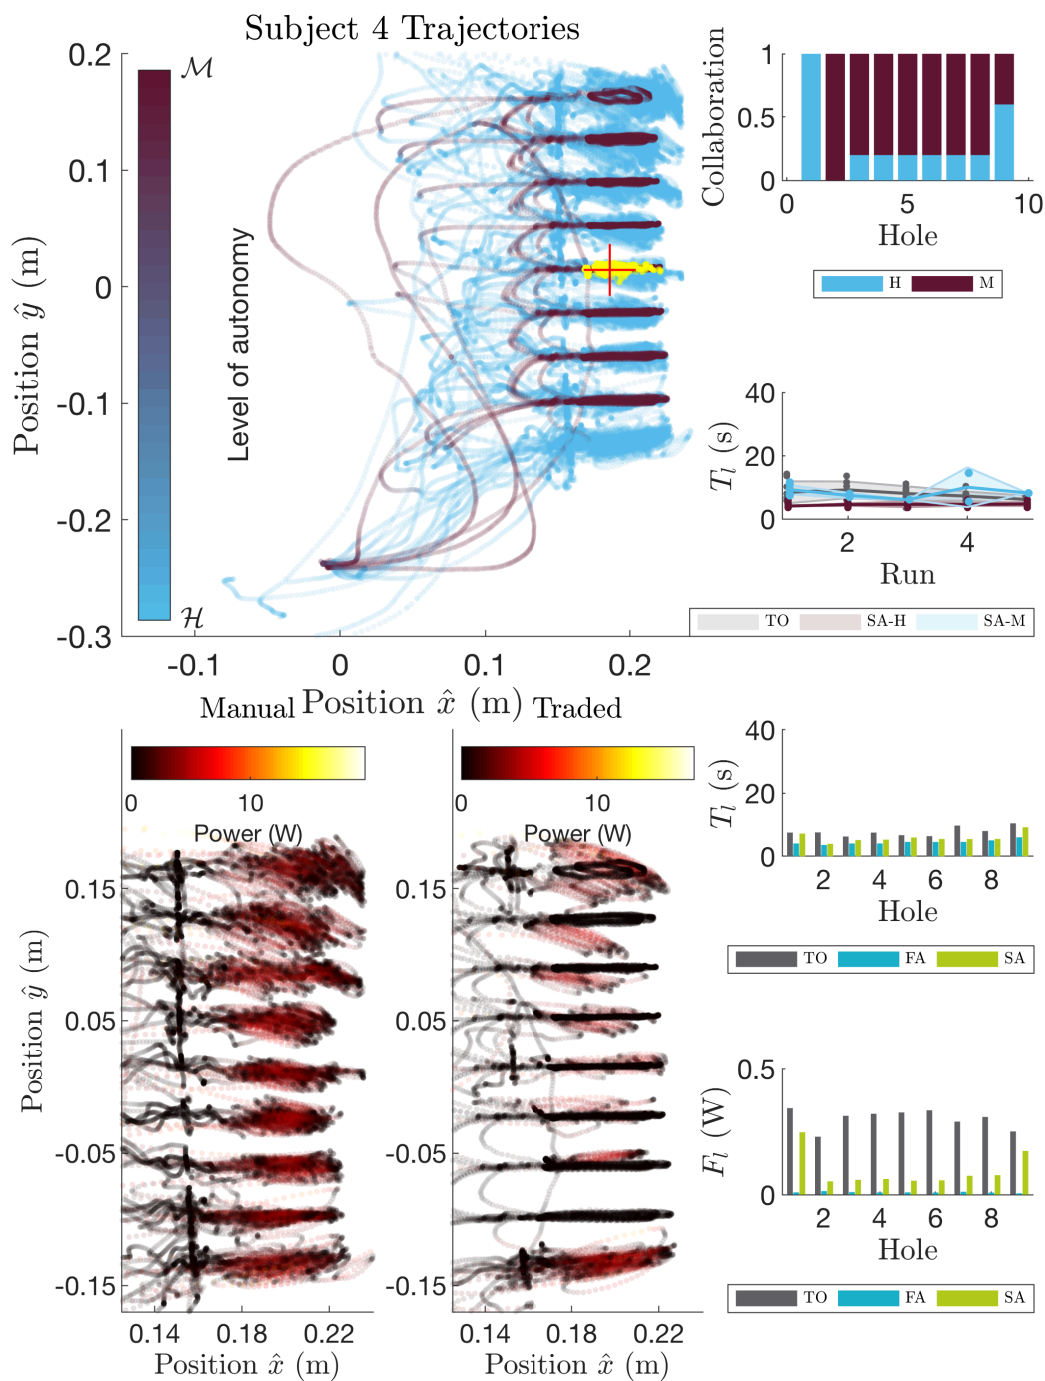 Subject 4 Trajectories
0.2
0.1
0
-0.1
-0.2
-0.3
Position ŷ (m)
ℳ
ℋ
Level of autonomy
-0.1
0
0.1
0.2
Position x̂ (m)
1
0.5
0
Collaboration
0
5
10
Hole
H
M
40
20
0
T_l (s)
2
4
Run
TO
SA-H
SA-M
Manual
0
10
Power (W)
0.15
0.05
-0.05
-0.15
Position ŷ (m)
0.14
0.18
0.22
Position x̂ (m)
Traded
0
10
Power (W)
0.15
0.05
-0.05
-0.15
0.14
0.18
0.22
Position x̂ (m)
40
20
0
T_l (s)
2
4
6
8
Hole
TO
FA
SA
0.5
0
F_l (W)
2
4
6
8
Hole
TO
FA
SA